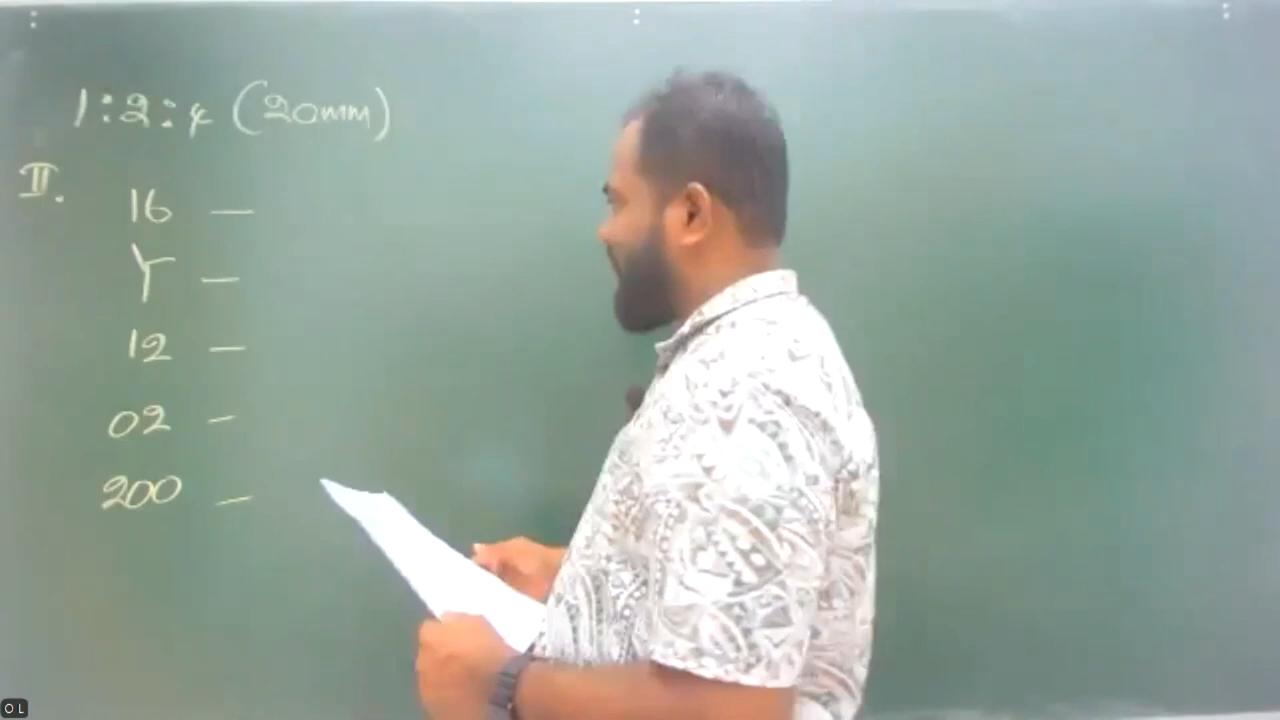 1:2:4 (20mm)
II.
16 —
Y —
12 —
02 -
200 —
O L